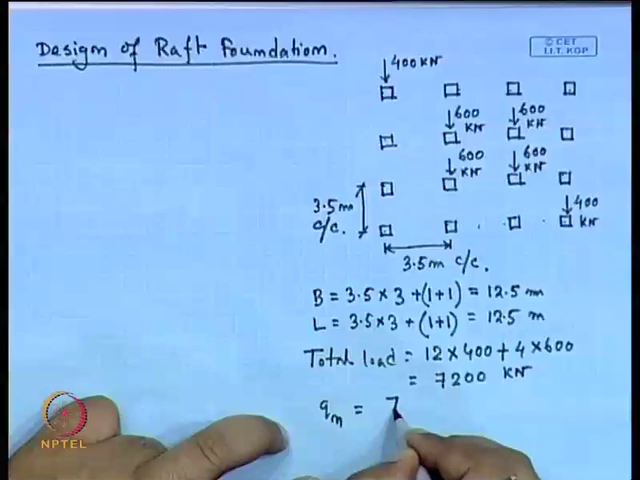 Design of Raft Foundation.
© CET
I.I.T. KGP
400 KN
600 KN
600 KN
600 KN
600 KN
400 KN
3.5m c/c.
3.5m c/c.
B = 3.5 × 3 + (1+1) = 12.5 m
L = 3.5 × 3 + (1+1) = 12.5 m
Total load = 12 × 400 + 4 × 600
= 7200 KN
qm = 7
NPTEL